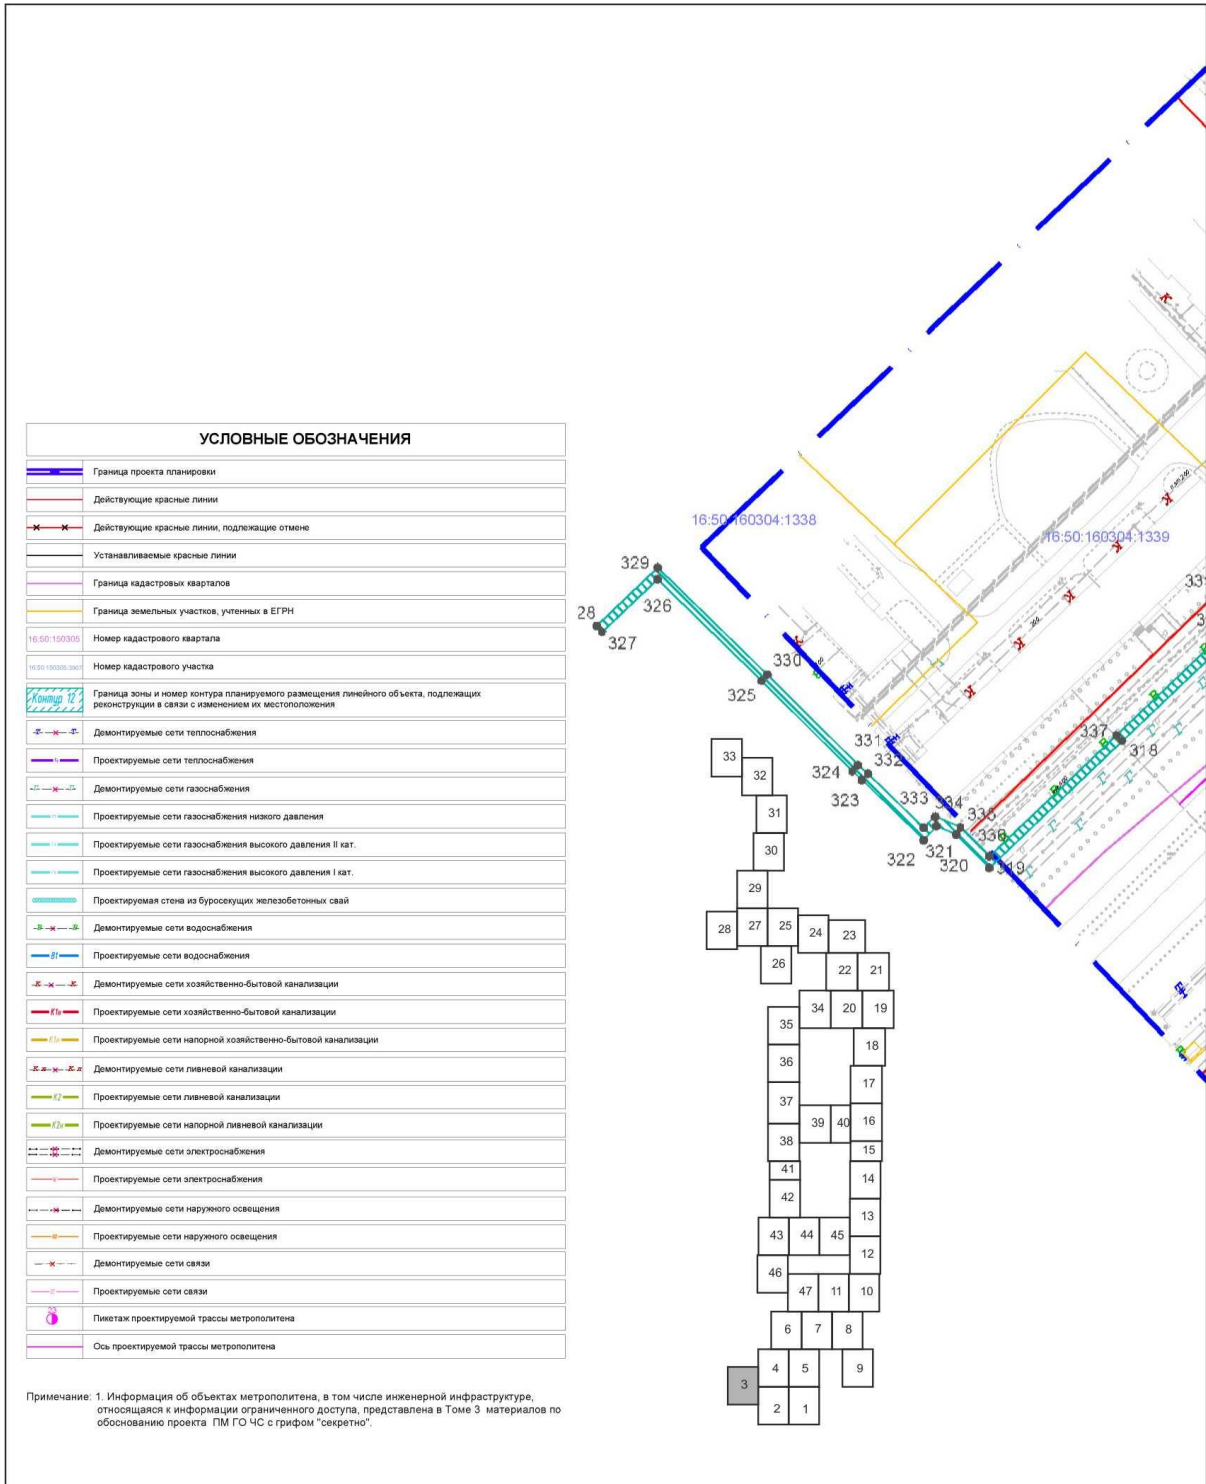 УСЛОВНЫЕ ОБОЗНАЧЕНИЯ
Граница проекта планировки
Действующие красные линии
Действующие красные линии, подлежащие отмене
Устанавливаемые красные линии
Граница кадастровых кварталов
Граница земельных участков, учтенных в ЕГРН
16:50:150305
Номер кадастрового квартала
Номер кадастрового участка
Контур 12
Граница зоны и номер контура планируемого размещения линейного объекта, подлежащих
реконструкции в связи с изменением их местоположения
Демонтируемые сети теплоснабжения
Проектируемые сети теплоснабжения
Демонтируемые сети газоснабжения
Проектируемые сети газоснабжения низкого давления
Проектируемые сети газоснабжения высокого давления II кат.
Проектируемые сети газоснабжения высокого давления I кат.
Проектируемая стена из буросекущих железобетонных свай
В В
Демонтируемые сети водоснабжения
В1
Проектируемые сети водоснабжения
К К
Демонтируемые сети хозяйственно-бытовой канализации
К1н
Проектируемые сети хозяйственно-бытовой канализации
Проектируемые сети напорной хозяйственно-бытовой канализации
Демонтируемые сети ливневой канализации
К2
Проектируемые сети ливневой канализации
К2н
Проектируемые сети напорной ливневой канализации
Демонтируемые сети электроснабжения
Проектируемые сети электроснабжения
Демонтируемые сети наружного освещения
Проектируемые сети наружного освещения
Демонтируемые сети связи
Проектируемые сети связи
23
Пикетаж проектируемой трассы метрополитена
Ось проектируемой трассы метрополитена
Примечание: 1. Информация об объектах метрополитена, в том числе инженерной инфраструктуре,
относящаяся к информации ограниченного доступа, представлена в Томе 3 материалов по
обоснованию проекта ПМ ГО ЧС с грифом "секретно".
16:50:160304:1338
16:50:160304:1339
329
326
28
327
330
325
331
332
324
323
333
334
335
336
322
321
320
319
337
318
К
К
К
К
К
К
33
32
31
30
29
28
27
25
24
23
26
22
21
34
20
19
35
18
36
17
37
39
40
16
38
15
41
14
42
13
43
44
45
12
46
47
11
10
6
7
8
4
5
9
3
2
1